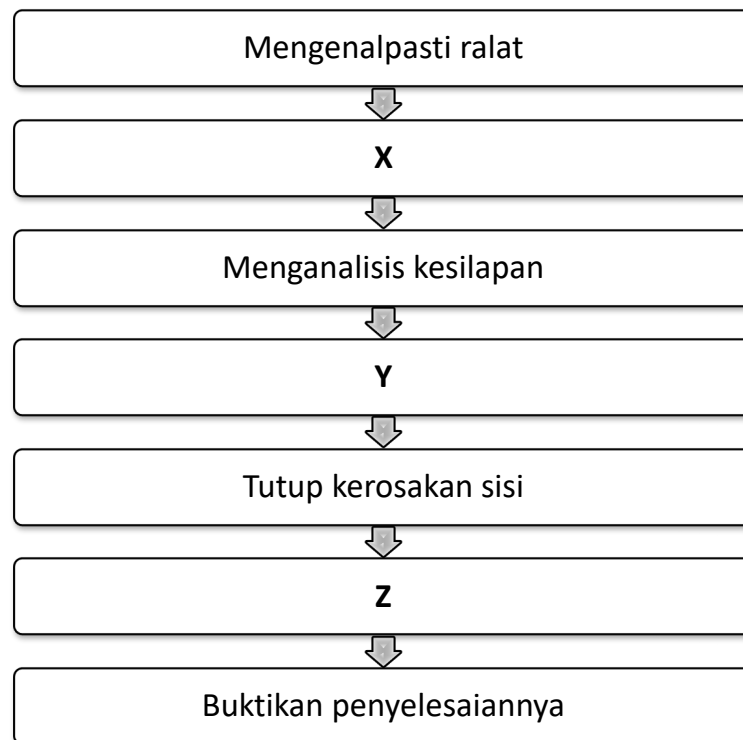 Mengenalpasti ralat
X
Menganalisis kesilapan
Y
Tutup kerosakan sisi
Z
Buktikan penyelesaiannya